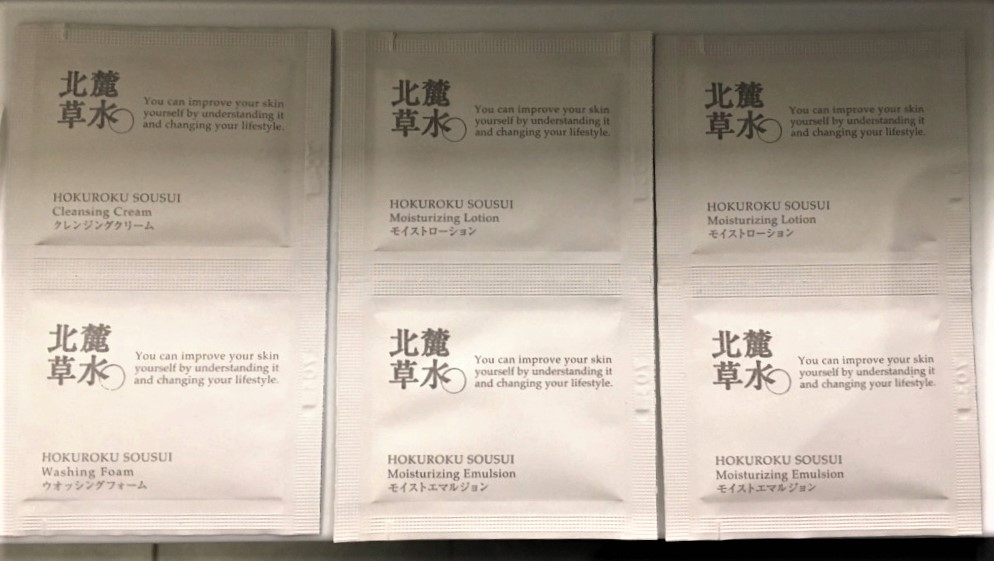 北麓
草水
You can improve your skin
yourself by understanding it
and changing your lifestyle.
HOKUROKU SOUSUI
Cleansing Cream
クレンジングクリーム
北麓
草水
You can improve your skin
yourself by understanding it
and changing your lifestyle.
HOKUROKU SOUSUI
Moisturizing Lotion
モイストローション
北麓
草水
You can improve your skin
yourself by understanding it
and changing your lifestyle.
HOKUROKU SOUSUI
Moisturizing Lotion
モイストローション
北麓
草水
You can improve your skin
yourself by understanding it
and changing your lifestyle.
HOKUROKU SOUSUI
Washing Foam
ウオッシングフォーム
北麓
草水
You can improve your skin
yourself by understanding it
and changing your lifestyle.
HOKUROKU SOUSUI
Moisturizing Emulsion
モイストエマルジョン
北麓
草水
You can improve your skin
yourself by understanding it
and changing your lifestyle.
HOKUROKU SOUSUI
Moisturizing Emulsion
モイストエマルジョン